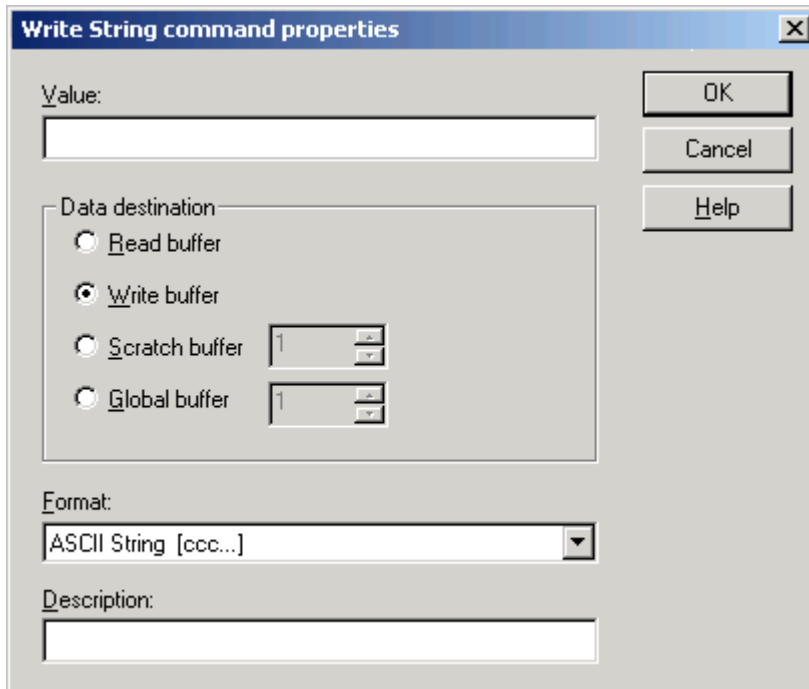 Write String command properties
Value:
OK
Cancel
Help
Data destination
Read buffer
Write buffer
Scratch buffer 1
Global buffer 1
Format:
ASCII String [ccc...]
Description: